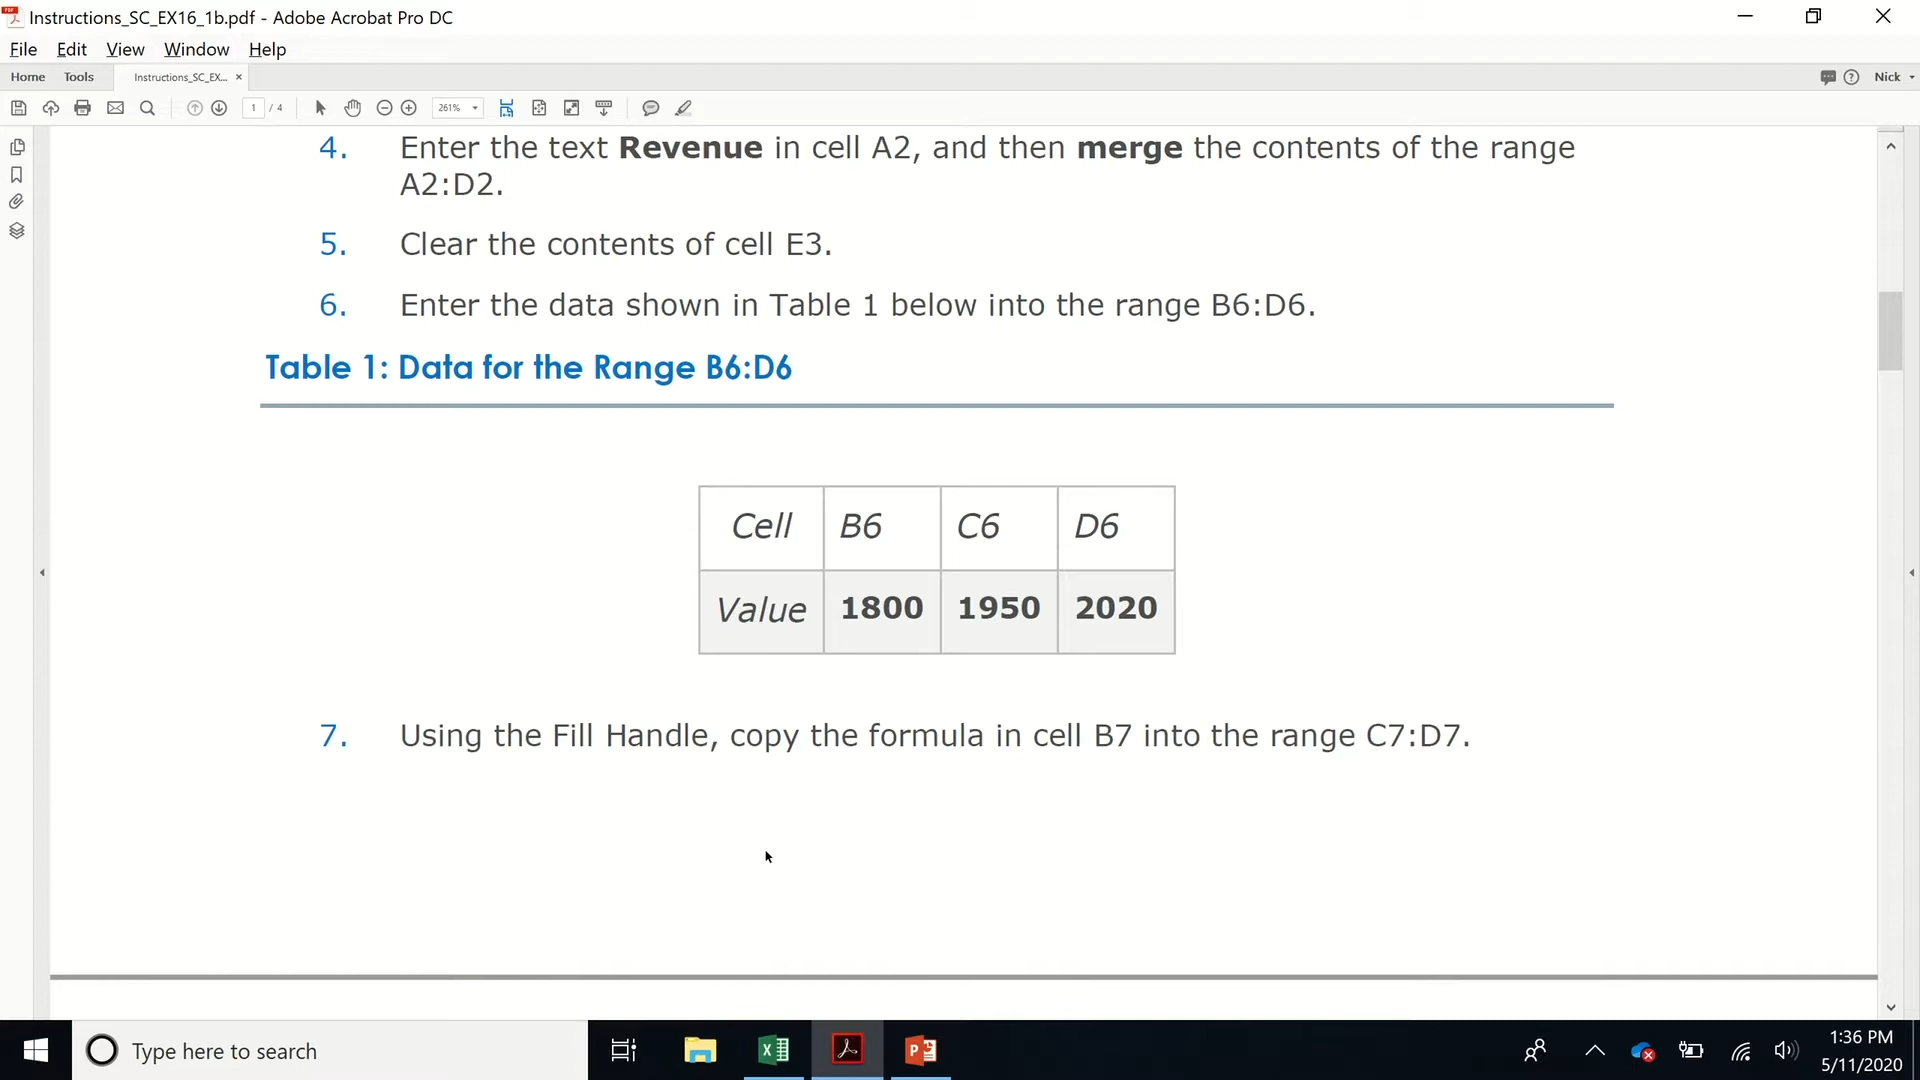 Instructions_SC_EX16_1b.pdf - Adobe Acrobat Pro DC
File Edit View Window Help
Home Tools Instructions_SC_EX... × Nick
1 / 4 261%
4. Enter the text Revenue in cell A2, and then merge the contents of the range
A2:D2.
5. Clear the contents of cell E3.
6. Enter the data shown in Table 1 below into the range B6:D6.
Table 1: Data for the Range B6:D6
Cell B6 C6 D6
Value 1800 1950 2020
7. Using the Fill Handle, copy the formula in cell B7 into the range C7:D7.
Type here to search
1:36 PM
5/11/2020